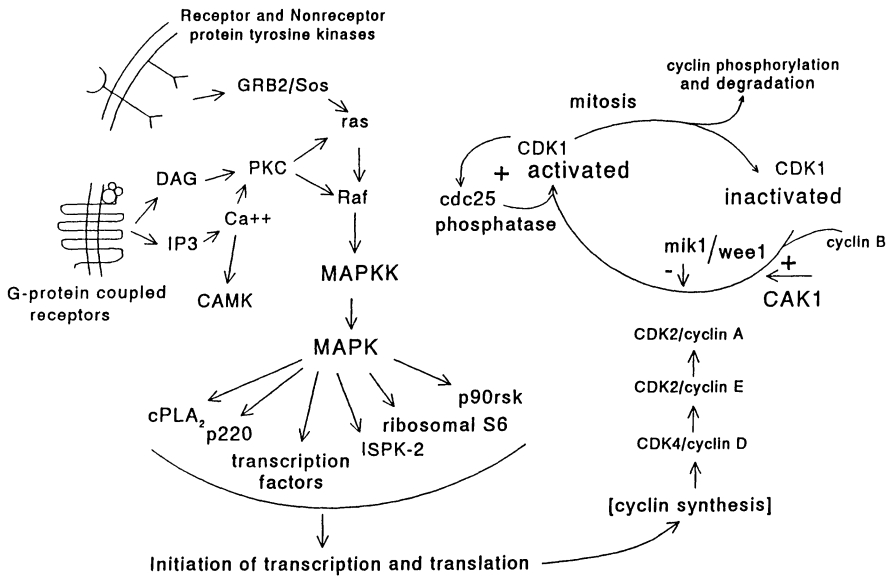 Receptor and Nonreceptor
protein tyrosine kinases
GRB2/Sos
ras
DAG
PKC
Raf
IP3
Ca++
CAMK
G-protein coupled
receptors
MAPKK
MAPK
cPLA2
p220
transcription
factors
ISPK-2
ribosomal S6
p90rsk
Initiation of transcription and translation
[cyclin synthesis]
CDK4/cyclin D
CDK2/cyclin E
CDK2/cyclin A
cyclin phosphorylation
and degradation
mitosis
CDK1
activated
+
cdc25
phosphatase
CDK1
inactivated
mik1/wee1
-
cyclin B
+
CAK1